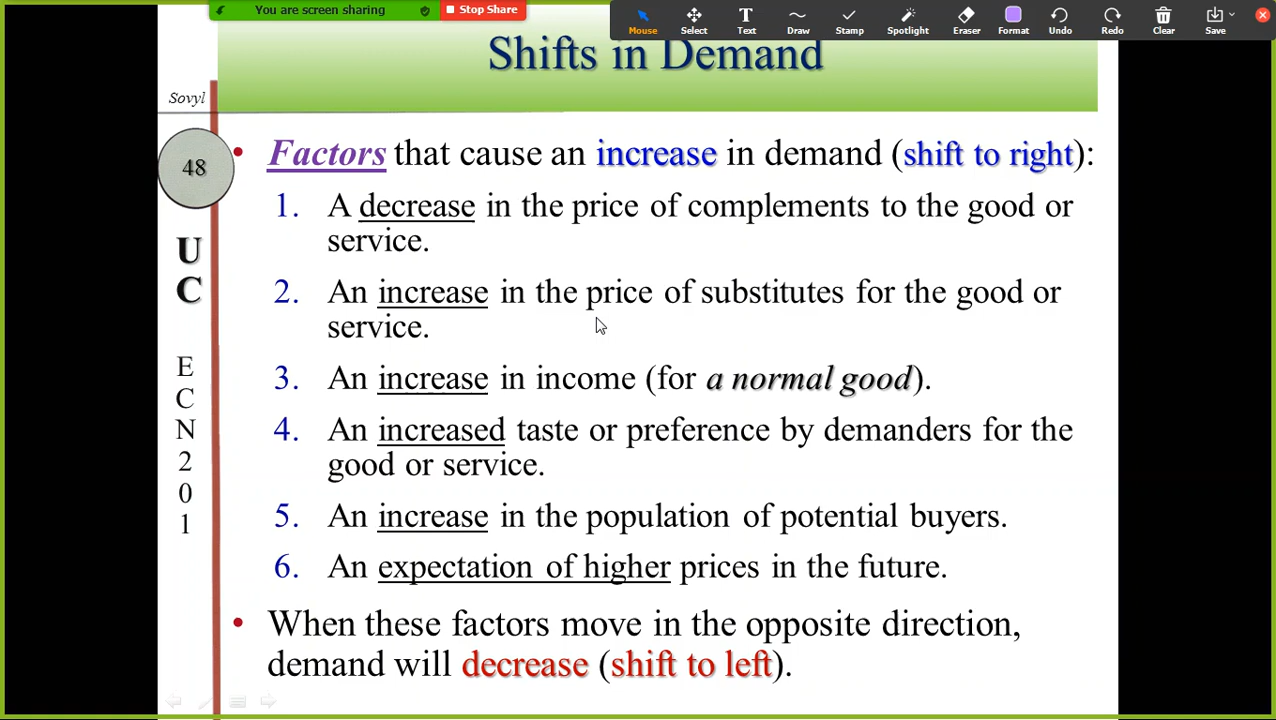 You are screen sharing
Stop Share
Mouse
Select
Text
Draw
Stamp
Spotlight
Eraser
Format
Undo
Redo
Clear
Save
Shifts in Demand
Sovyl
48
U
C
E
C
N
2
0
1
• Factors that cause an increase in demand (shift to right):
1. A decrease in the price of complements to the good or
service.
2. An increase in the price of substitutes for the good or
service.
3. An increase in income (for a normal good).
4. An increased taste or preference by demanders for the
good or service.
5. An increase in the population of potential buyers.
6. An expectation of higher prices in the future.
• When these factors move in the opposite direction,
demand will decrease (shift to left).